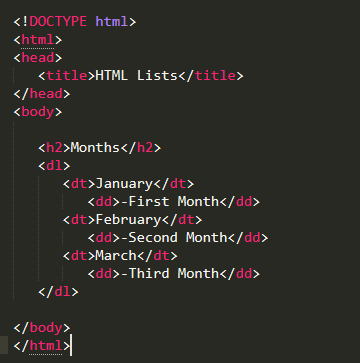 <!DOCTYPE html>
<html>
<head>
<title>HTML Lists</title>
</head>
<body>
<h2>Months</h2>
<dl>
<dt>January</dt>
<dd>-First Month</dd>
<dt>February</dt>
<dd>-Second Month</dd>
<dt>March</dt>
<dd>-Third Month</dd>
</dl>
</body>
</html>